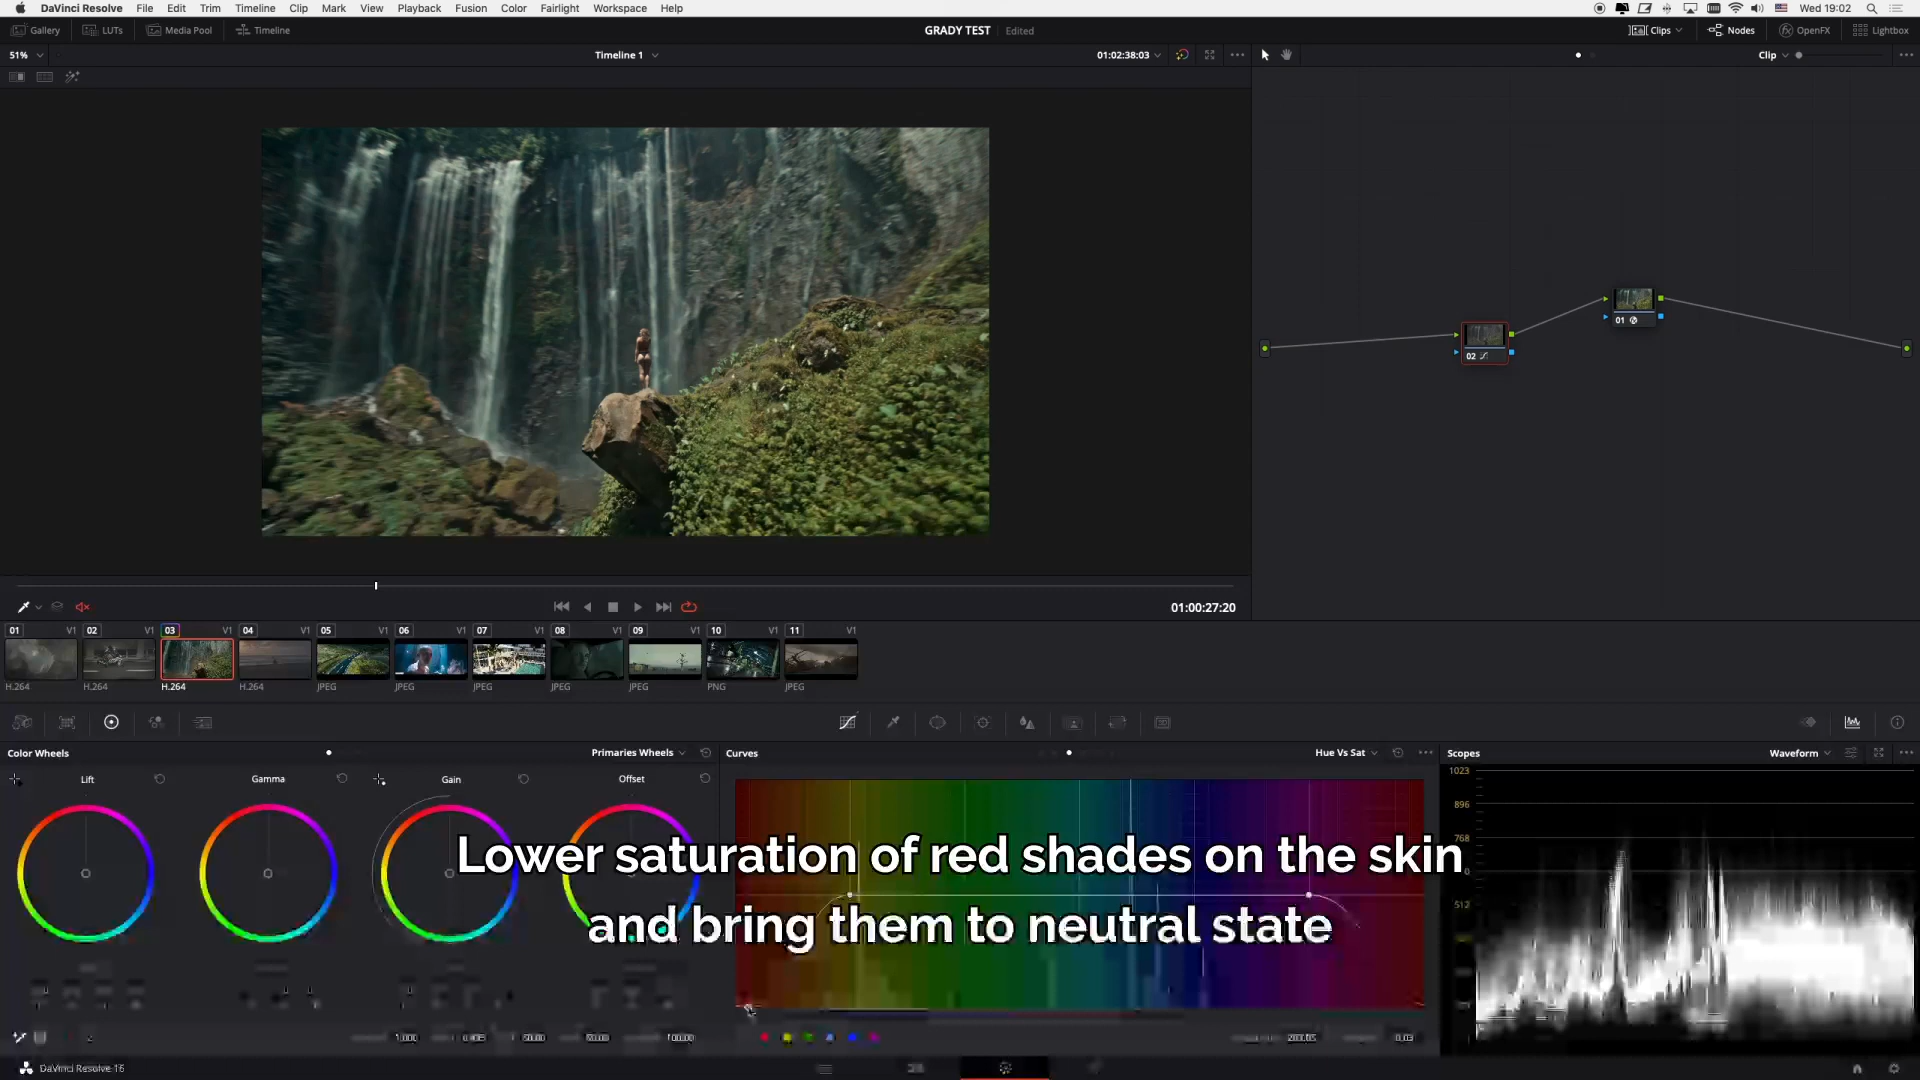 DaVinci Resolve File Edit Trim Timeline Clip Mark View Playback Fusion Color Fairlight Workspace Help Wed 19:02
Gallery LUTs Media Pool Timeline GRADY TEST Edited Clips Nodes OpenFX Lightbox
51% Timeline 1 01:02:38:03 Clip
01
02
01:00:27:20
01 V1 02 V1 03 V1 04 V1 05 V1 06 V1 07 V1 08 V1 09 V1 10 V1 11 V1
H.264 H.264 H.264 H.264 JPEG JPEG JPEG JPEG JPEG PNG JPEG
Color Wheels Primaries Wheels Curves Hue Vs Sat Scopes Waveform
Lift Gamma Gain Offset
1023
896
768
512
Lower saturation of red shades on the skin
and bring them to neutral state
DaVinci Resolve 16